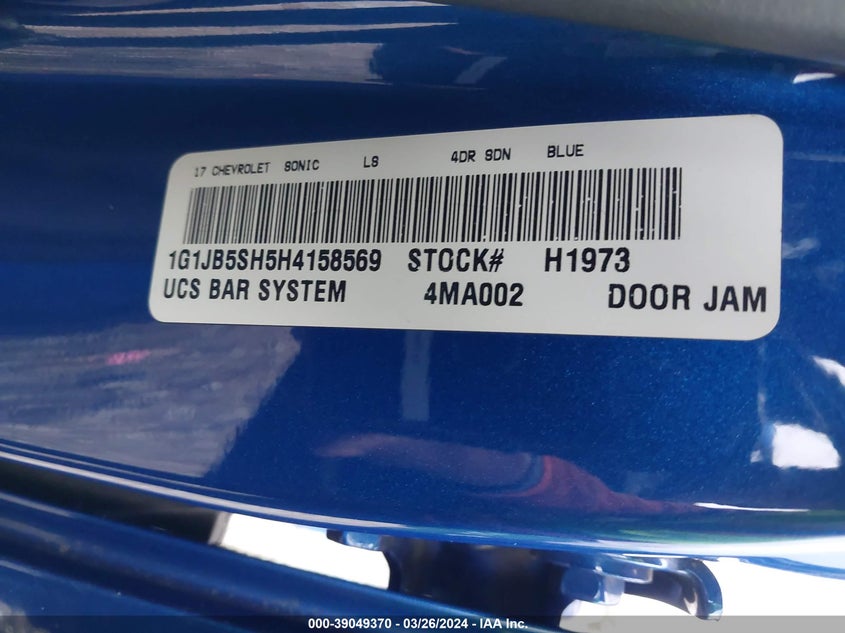 17 CHEVROLET SONIC LS 4DR SDN BLUE
1G1JB5SH5H4158569 STOCK# H1973
UCS BAR SYSTEM 4MA002 DOOR JAM
000-39049370 - 03/26/2024 - IAA Inc.